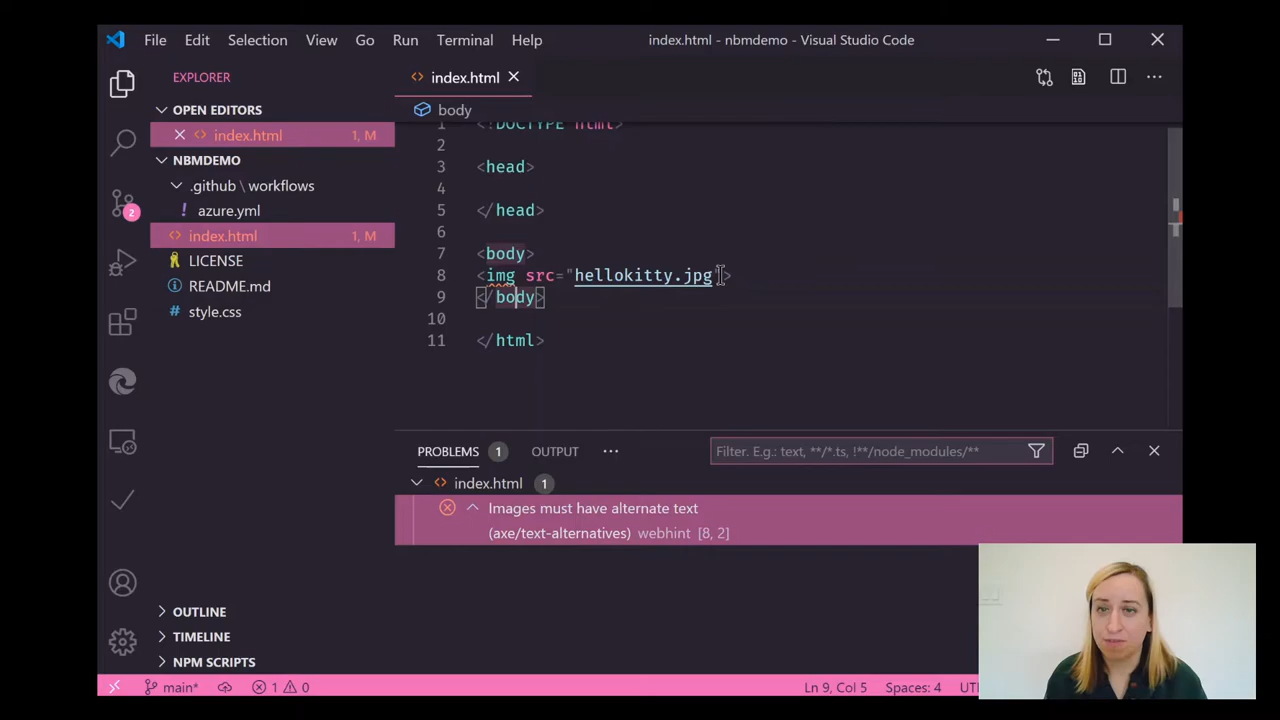 File Edit Selection View Go Run Terminal Help index.html - nbmdemo - Visual Studio Code
EXPLORER
OPEN EDITORS
index.html 1, M
NBMDEMO
.github \ workflows
! azure.yml
index.html 1, M
LICENSE
README.md
# style.css
OUTLINE
TIMELINE
NPM SCRIPTS
2
index.html
body
1 <!DOCTYPE html>
2
3 <head>
4
5 </head>
6
7 <body>
8 <img src="hellokitty.jpg">
9 </body>
10
11 </html>
PROBLEMS 1 OUTPUT ... Filter. E.g.: text, **/*.ts, !**/node_modules/**
index.html 1
Images must have alternate text
(axe/text-alternatives) webhint [8, 2]
main* 1 0 Ln 9, Col 5 Spaces: 4